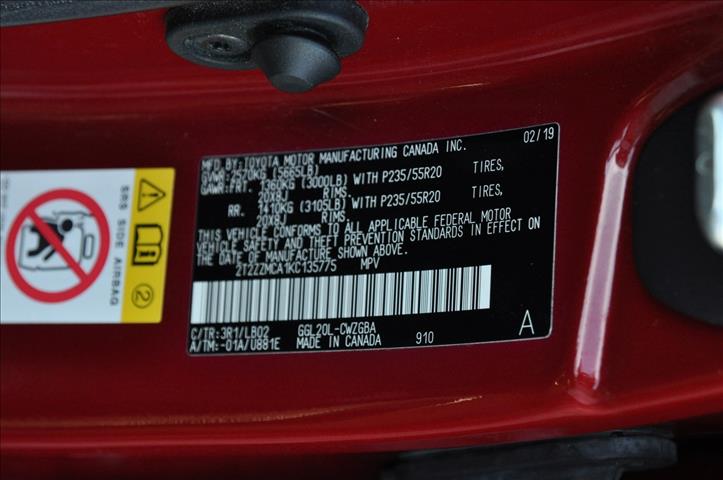 02/19
MFD.BY:TOYOTA MOTOR MANUFACTURING CANADA INC.
GVWR:2570KG (5665LB)
GAWR:FRT. 1360KG (3000LB) WITH P235/55R20 TIRES,
20X8J RIMS,
RR. 1410KG (3105LB) WITH P235/55R20 TIRES,
20X8J RIMS.
THIS VEHICLE CONFORMS TO ALL APPLICABLE FEDERAL MOTOR
VEHICLE SAFETY AND THEFT PREVENTION STANDARDS IN EFFECT ON
THE DATE OF MANUFACTURE SHOWN ABOVE.
2T2ZZMCA1KC135775 MPV
C/TR:3R1/LB02 GGL20L-CWZGBA
A/TM:-01A/U881E MADE IN CANADA 910 A
SRS SIDE AIRBAG
2